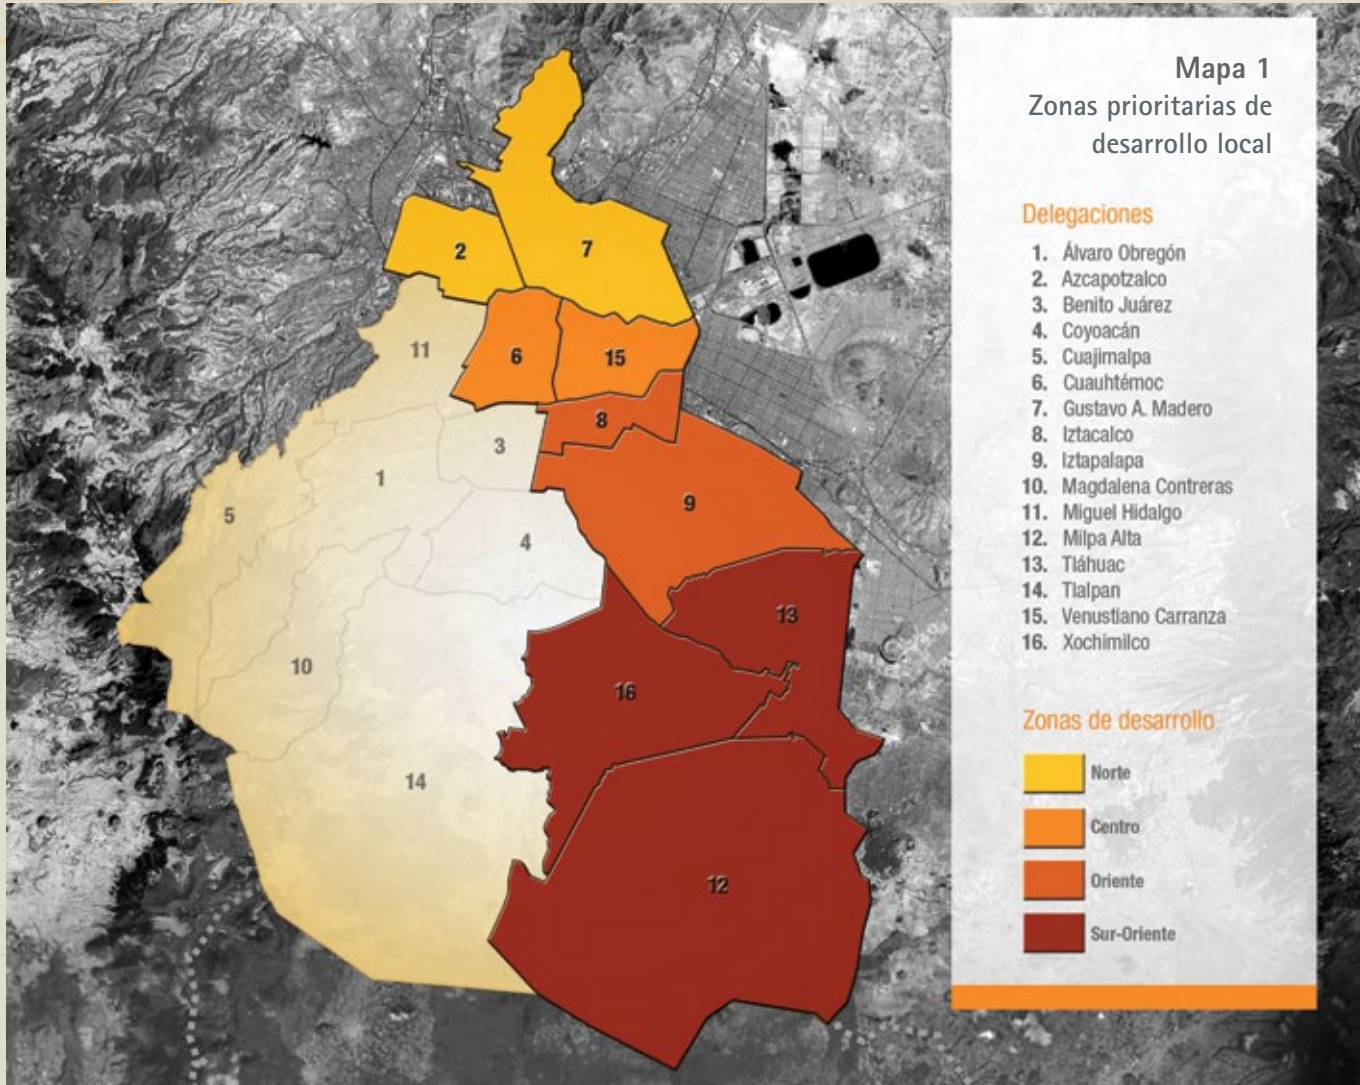 Mapa 1
Zonas prioritarias de
desarrollo local
Delegaciones
1. Álvaro Obregón
2. Azcapotzalco
3. Benito Juárez
4. Coyoacán
5. Cuajimalpa
6. Cuauhtémoc
7. Gustavo A. Madero
8. Iztacalco
9. Iztapalapa
10. Magdalena Contreras
11. Miguel Hidalgo
12. Milpa Alta
13. Tláhuac
14. Tlalpan
15. Venustiano Carranza
16. Xochimilco
Zonas de desarrollo
Norte
Centro
Oriente
Sur-Oriente
2
7
11
6
15
8
3
1
9
5
4
13
10
16
14
12